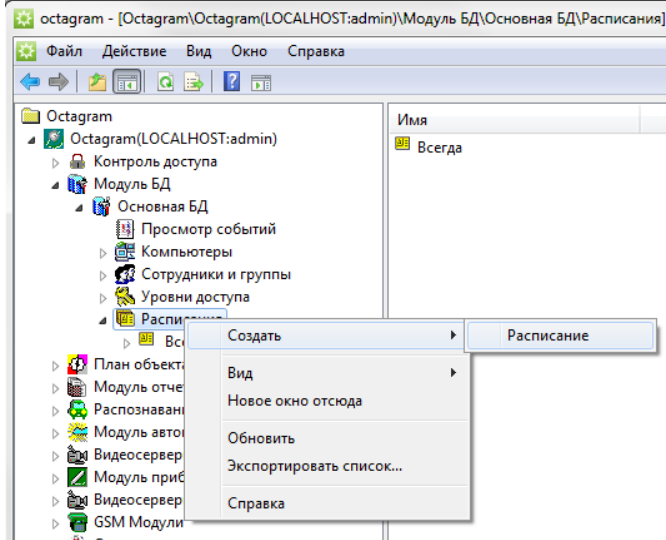 octagram - [Octagram\Octagram(LOCALHOST:admin)\Модуль БД\Основная БД\Расписания]
Файл Действие Вид Окно Справка
Octagram
Octagram(LOCALHOST:admin)
Контроль доступа
Модуль БД
Основная БД
Просмотр событий
Компьютеры
Сотрудники и группы
Уровни доступа
План объект
Модуль отче
Распознаван
Модуль авто
Видеосервер
Модуль приб
Видеосервер
GSM Модули
Создать
Вид
Новое окно отсюда
Обновить
Экспортировать список...
Справка
Расписание
Имя
Всегда